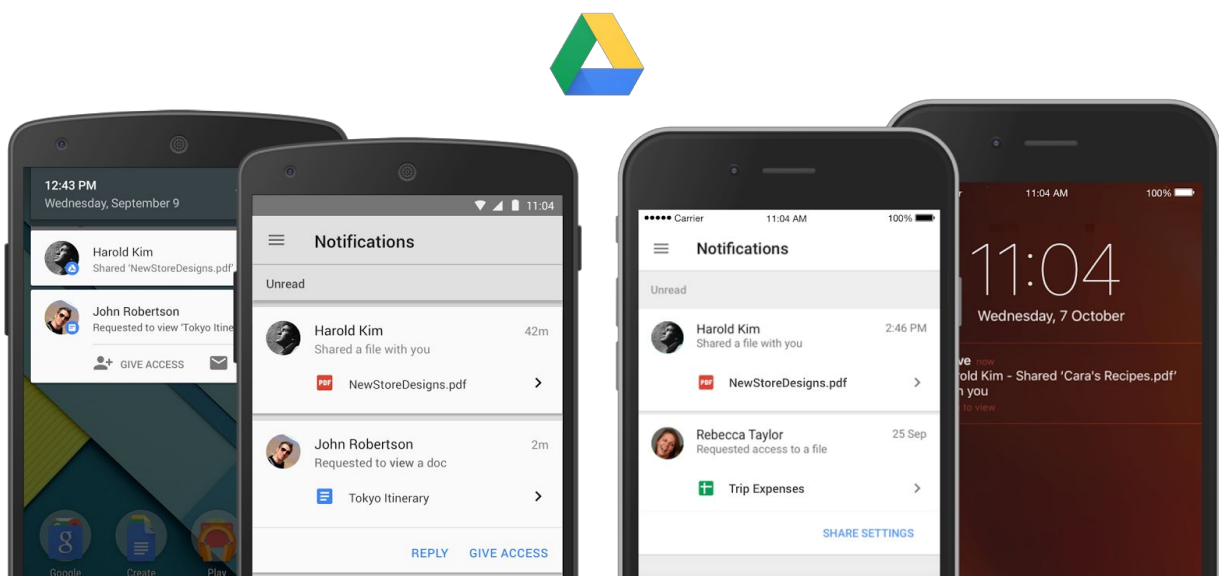 12:43 PM
Wednesday, September 9
Harold Kim
Shared 'NewStoreDesigns.pdf'
John Robertson
Requested to view 'Tokyo Itine
GIVE ACCESS
Google
Create
Play
11:04
Notifications
Unread
Harold Kim
42m
Shared a file with you
PDF
NewStoreDesigns.pdf
John Robertson
2m
Requested to view a doc
Tokyo Itinerary
REPLY
GIVE ACCESS
Carrier
11:04 AM
100%
Notifications
Unread
Harold Kim
2:46 PM
Shared a file with you
PDF
NewStoreDesigns.pdf
Rebecca Taylor
25 Sep
Requested access to a file
Trip Expenses
SHARE SETTINGS
11:04 AM
100%
11:04
Wednesday, 7 October
ve now
old Kim - Shared 'Cara's Recipes.pdf'
you
to view